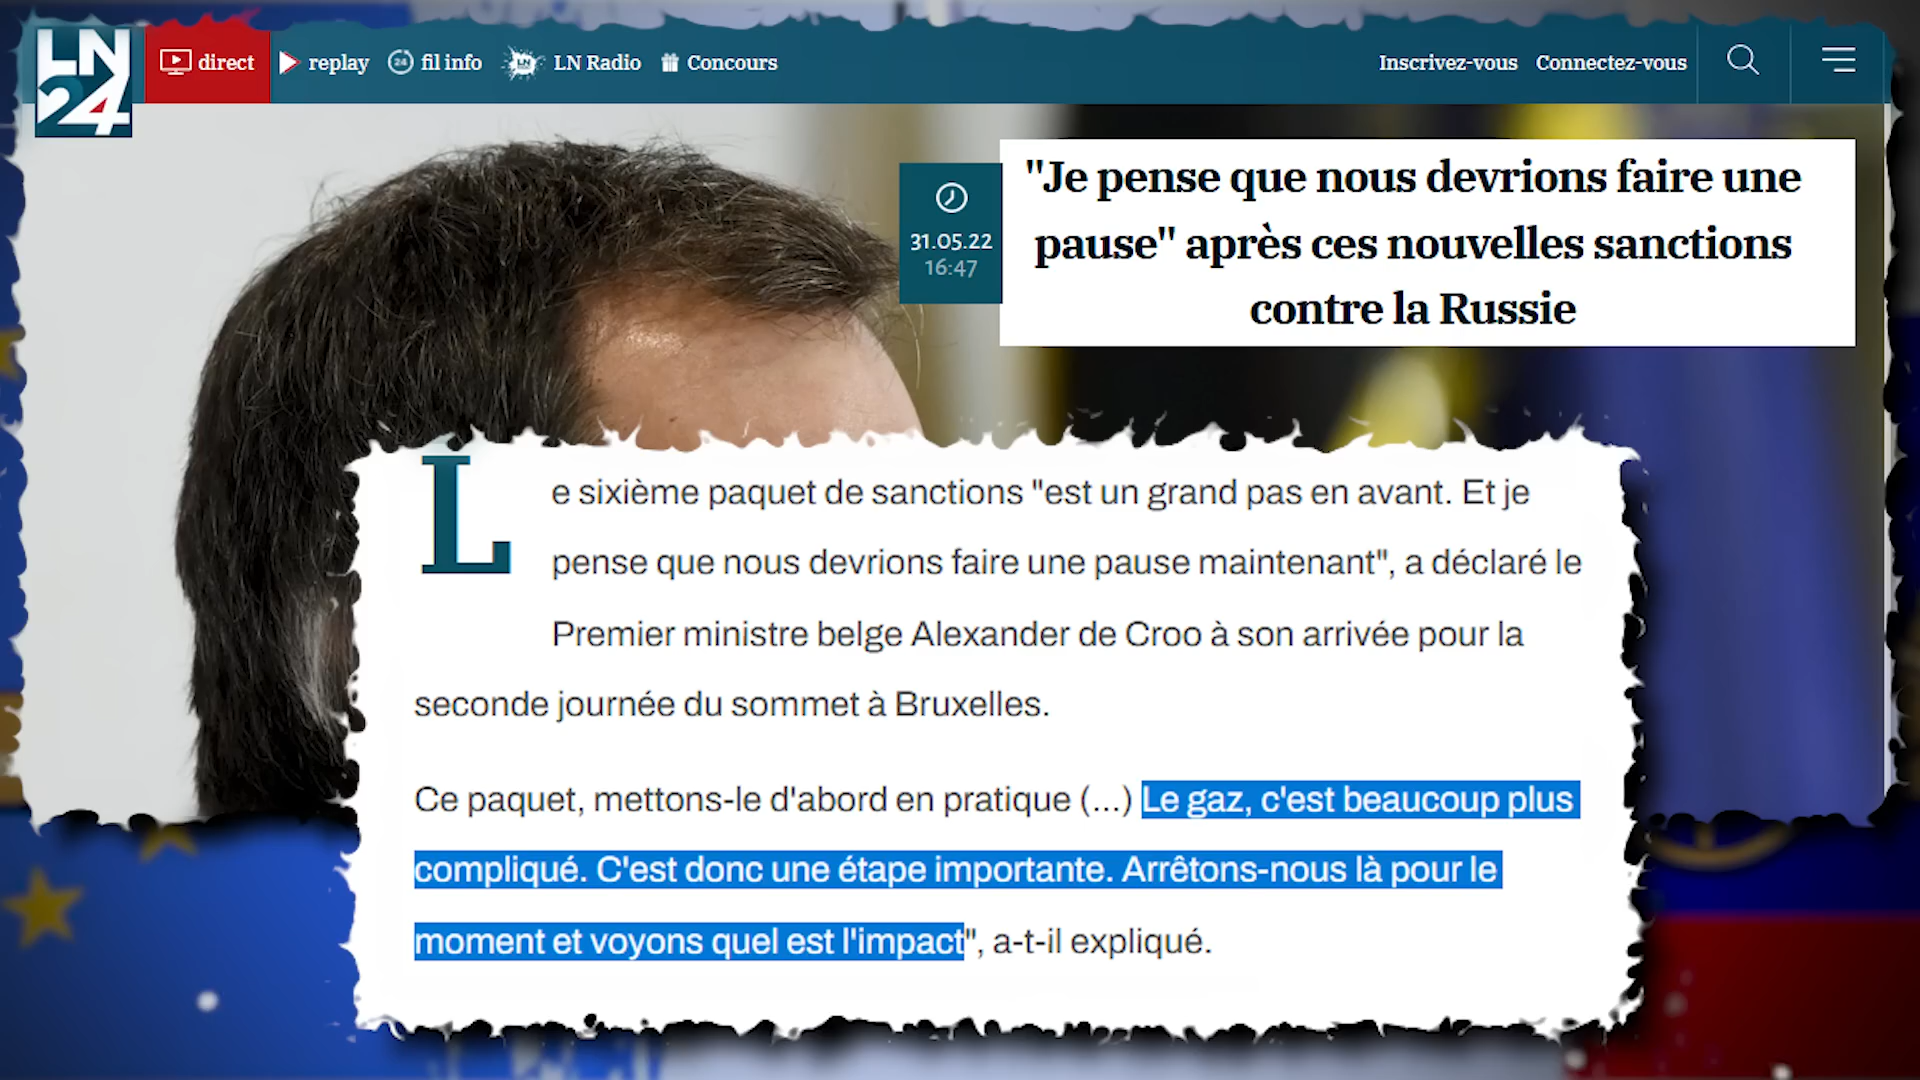 LN
24
direct
replay
24
fil info
LN Radio
Concours
Inscrivez-vous
Connectez-vous
31.05.22
16:47
"Je pense que nous devrions faire une
pause" après ces nouvelles sanctions
contre la Russie
Le sixième paquet de sanctions "est un grand pas en avant. Et je
pense que nous devrions faire une pause maintenant", a déclaré le
Premier ministre belge Alexander de Croo à son arrivée pour la
seconde journée du sommet à Bruxelles.
Ce paquet, mettons-le d'abord en pratique (...) Le gaz, c'est beaucoup plus
compliqué. C'est donc une étape importante. Arrêtons-nous là pour le
moment et voyons quel est l'impact", a-t-il expliqué.